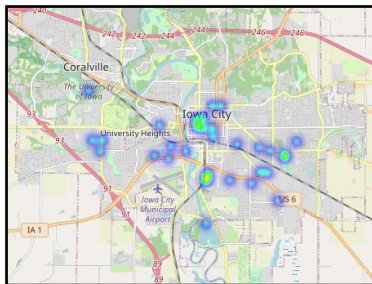 240
242
244
244
246
246
Coralville
The University
of Iowa
Iowa City
93
University Heights
93
91
91
Iowa City
Municipal
Airport
US 6
IA 1
89
89